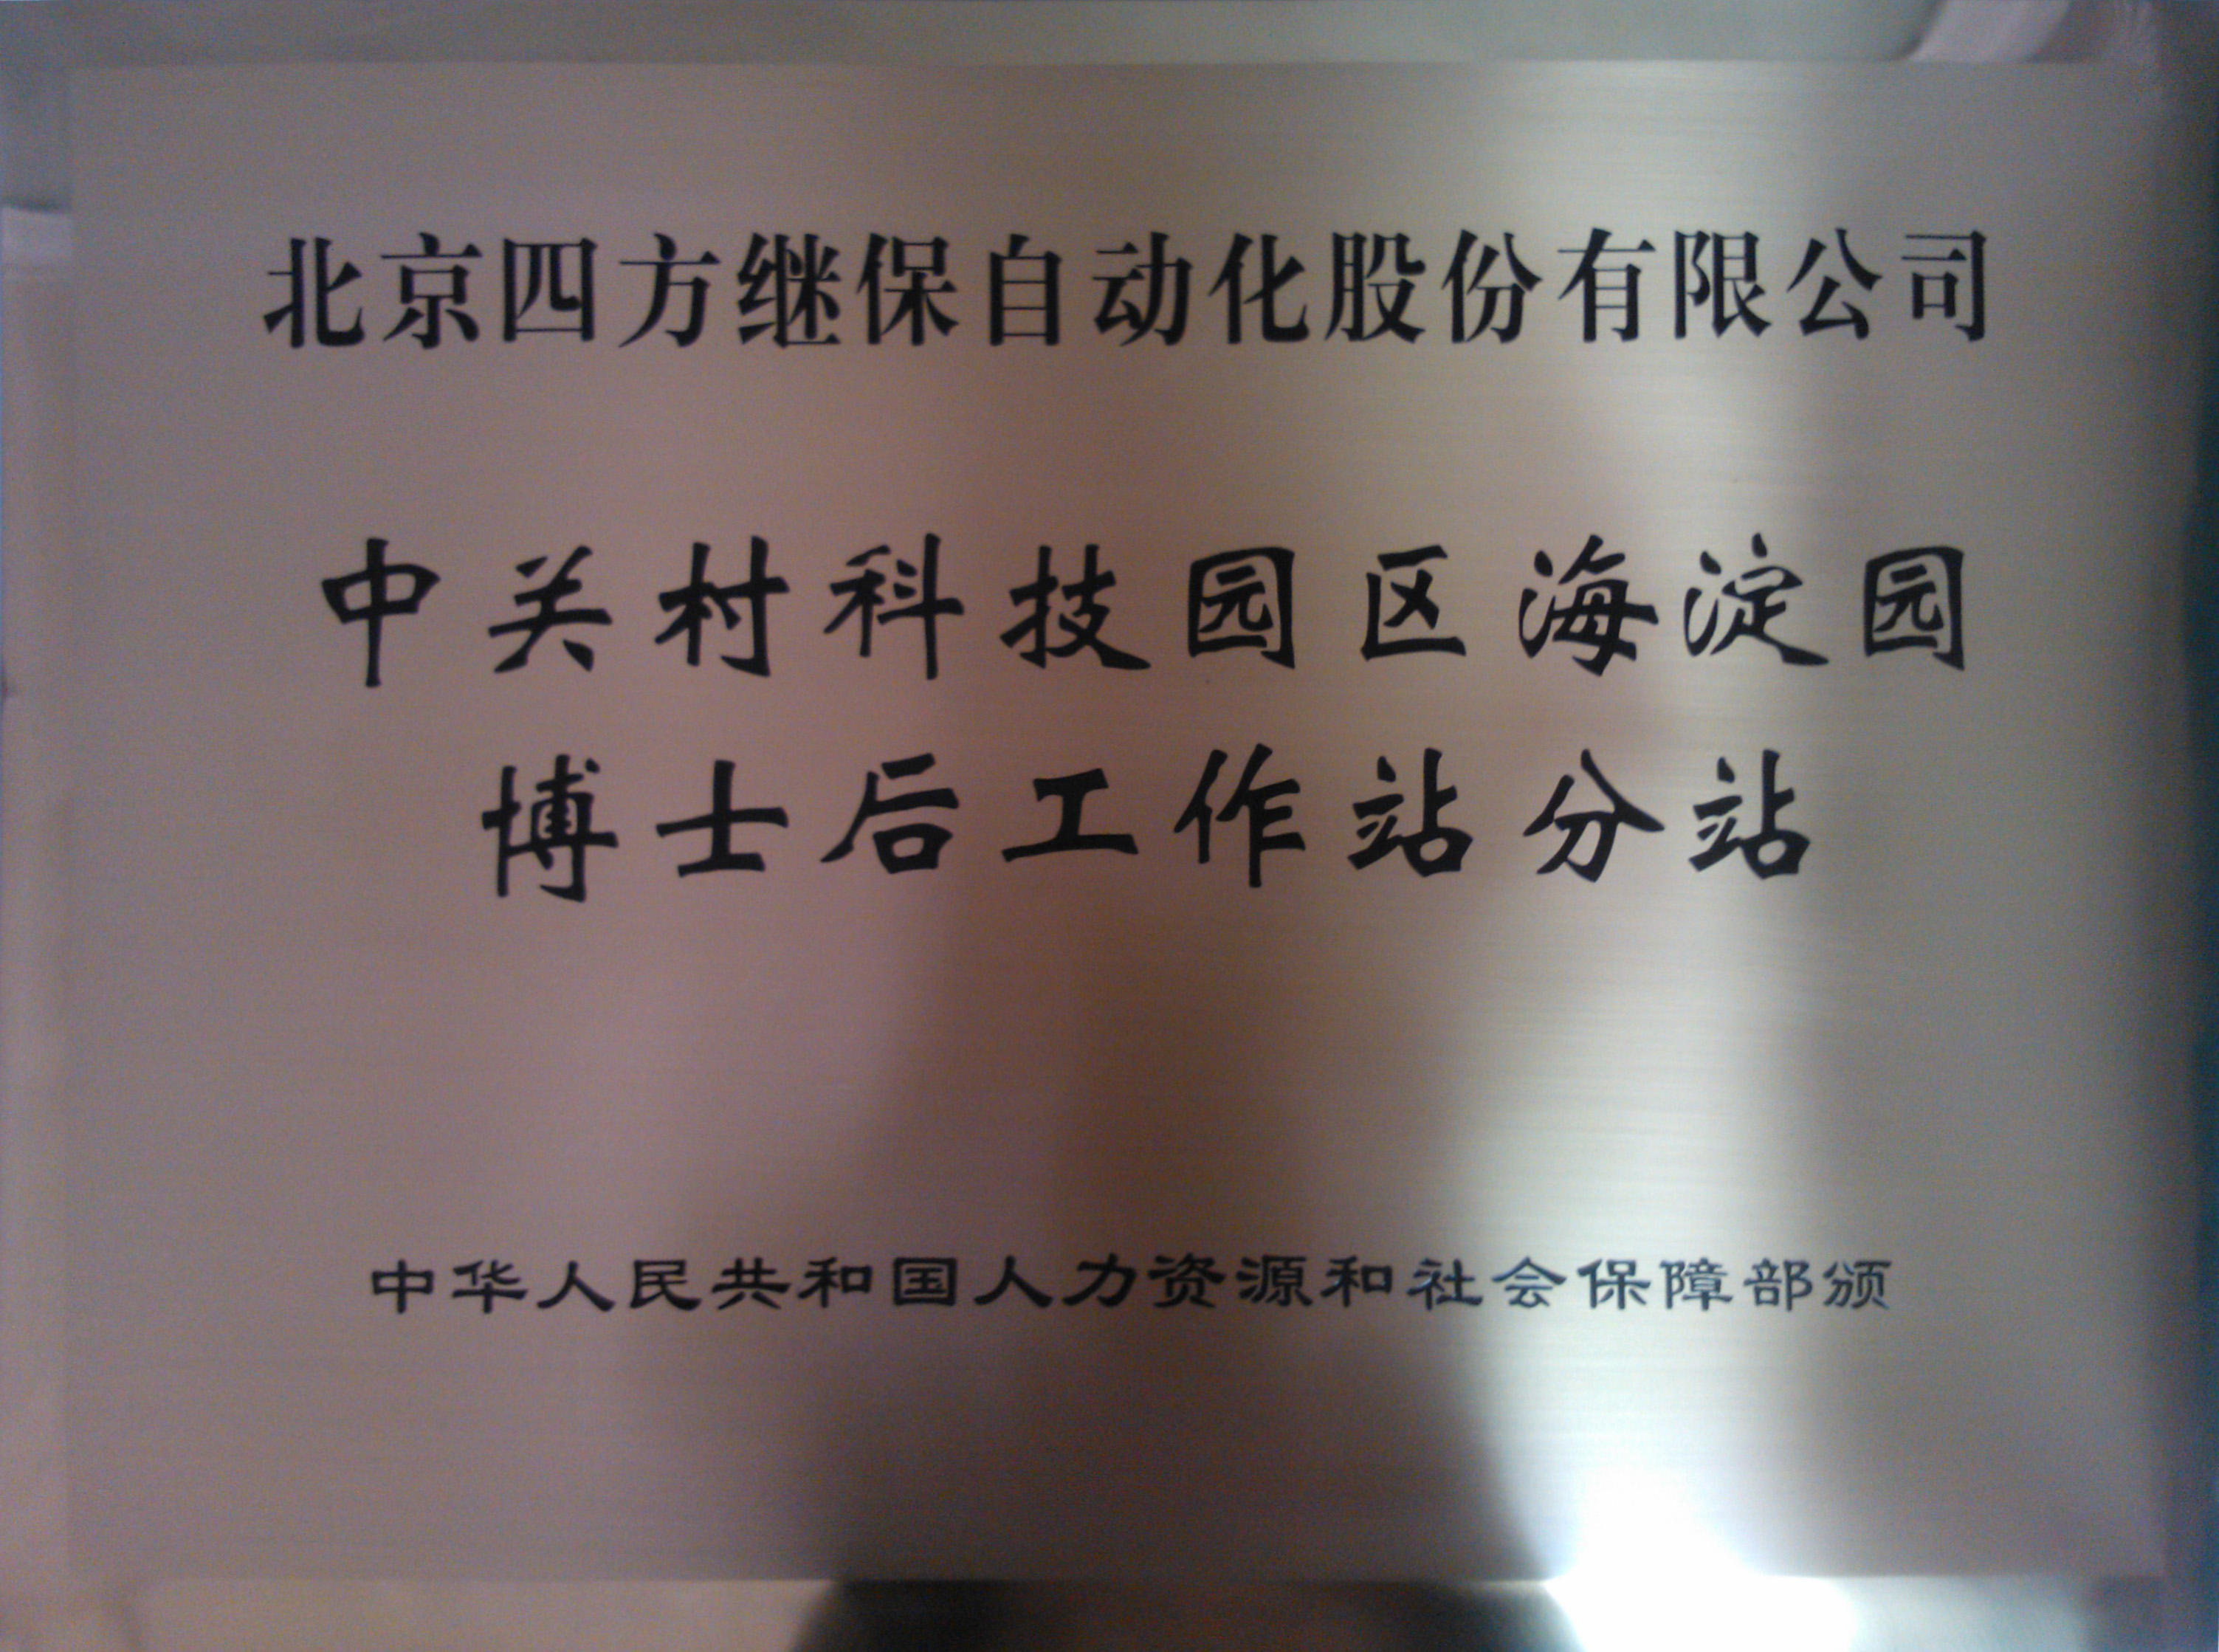 北京四方继保自动化股份有限公司
中关村科技园区海淀园
博士后工作站分站
中华人民共和国人力资源和社会保障部颁